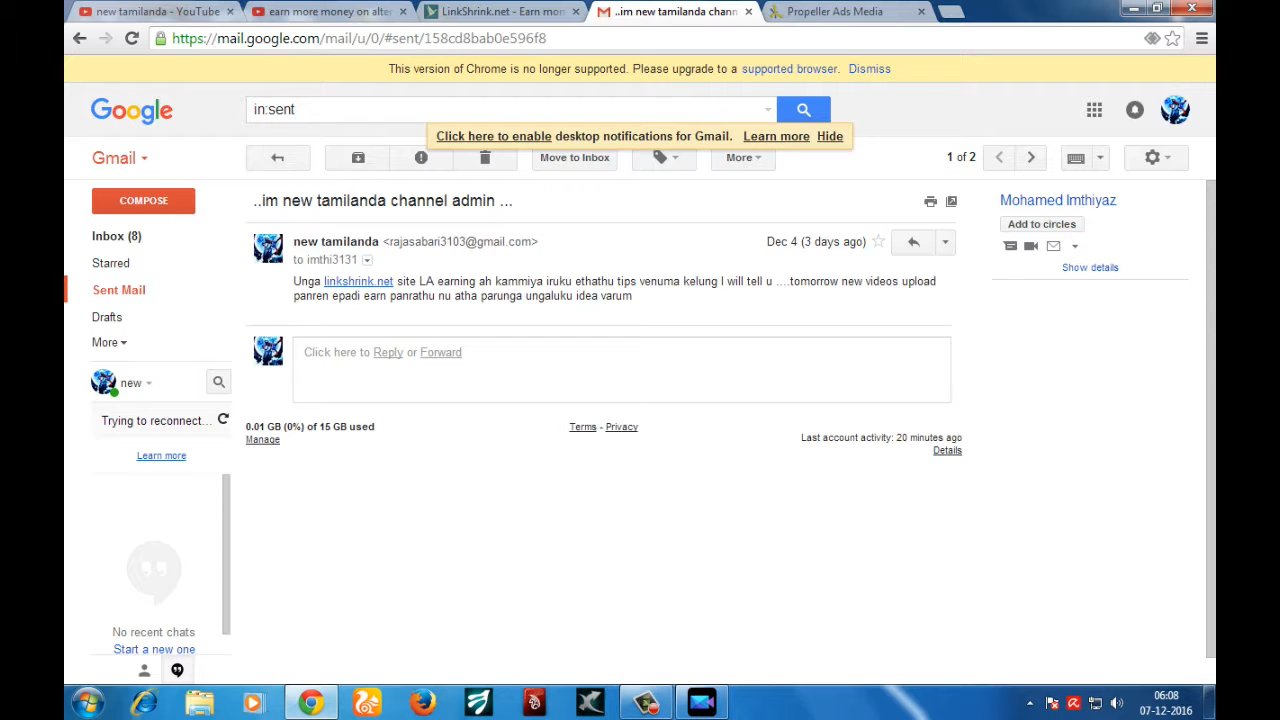 new tamilanda - YouTube
earn more money on alte
LinkShrink.net - Earn mor
..im new tamilanda chann
Propeller Ads Media
https://mail.google.com/mail/u/0/#sent/158cd8bab0e596f8
This version of Chrome is no longer supported. Please upgrade to a supported browser. Dismiss
Google
in:sent
Click here to enable desktop notifications for Gmail. Learn more Hide
Gmail
Move to Inbox
More
1 of 2
COMPOSE
Inbox (8)
Starred
Sent Mail
Drafts
More
new
Trying to reconnect...
Learn more
No recent chats
Start a new one
..im new tamilanda channel admin ...
new tamilanda <rajasabari3103@gmail.com>
Dec 4 (3 days ago)
to imthi3131
Unga linkshrink.net site LA earning ah kammiya iruku ethathu tips venuma kelung I will tell u ....tomorrow new videos upload
panren epadi earn panrathu nu atha parunga ungaluku idea varum
Click here to Reply or Forward
0.01 GB (0%) of 15 GB used
Manage
Terms - Privacy
Last account activity: 20 minutes ago
Details
Mohamed Imthiyaz
Add to circles
Show details
06:08
07-12-2016